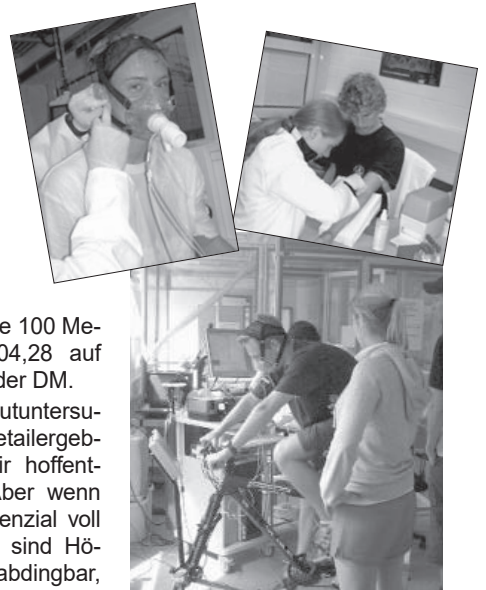 e 100 Me-
04,28 auf
der DM.
utuntersu-
etailergeb-
ir hoffent-
Aber wenn
enzial voll
sind Hö-
abdingbar,